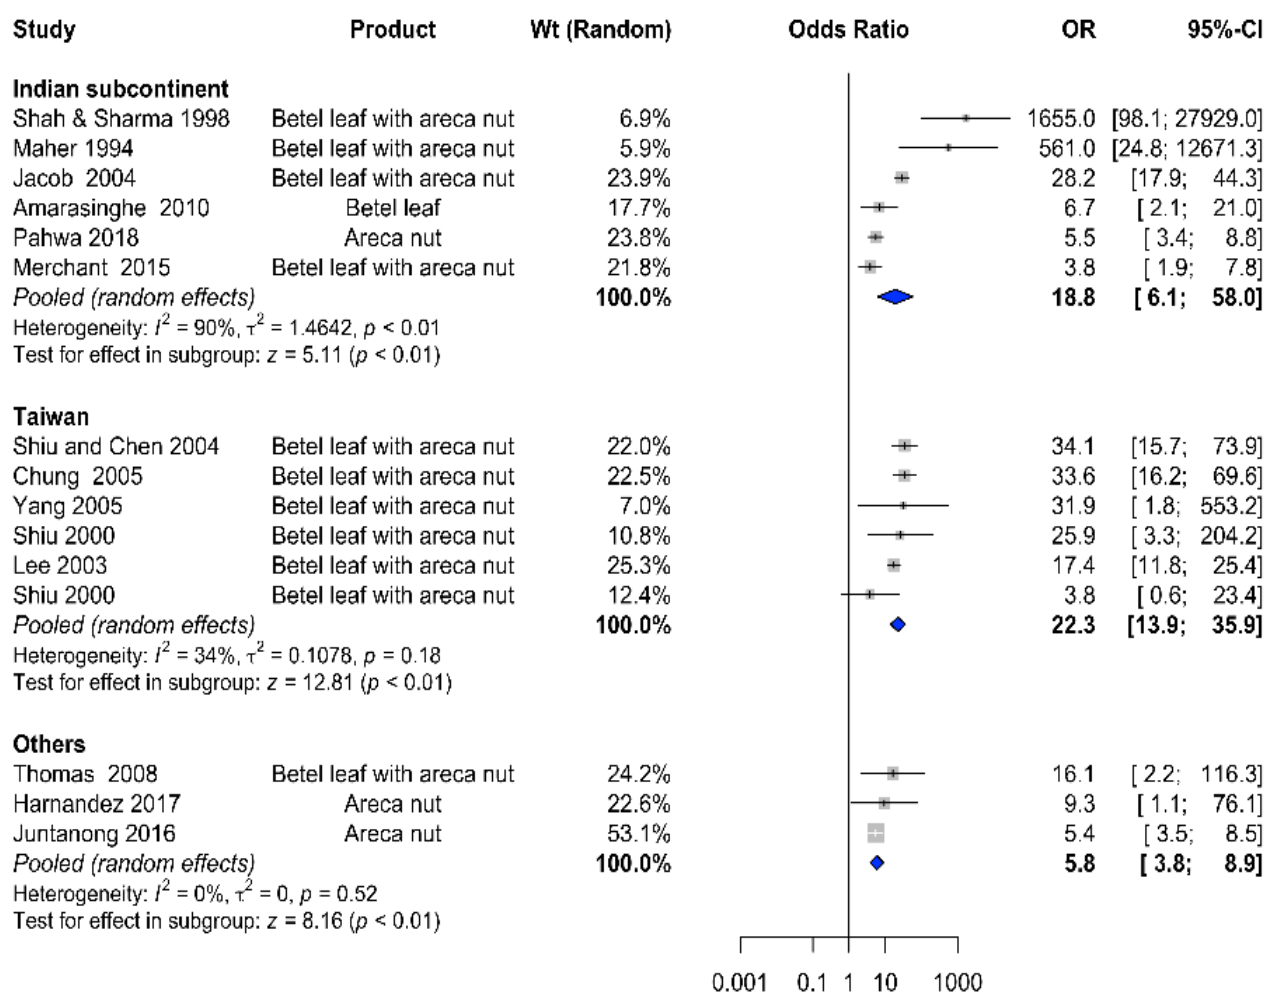 Study Product Wt (Random) Odds Ratio OR 95%-CI
Indian subcontinent
Shah & Sharma 1998 Betel leaf with areca nut 6.9% 1655.0 [98.1; 27929.0]
Maher 1994 Betel leaf with areca nut 5.9% 561.0 [24.8; 12671.3]
Jacob 2004 Betel leaf with areca nut 23.9% 28.2 [17.9; 44.3]
Amarasinghe 2010 Betel leaf 17.7% 6.7 [ 2.1; 21.0]
Pahwa 2018 Areca nut 23.8% 5.5 [ 3.4; 8.8]
Merchant 2015 Betel leaf with areca nut 21.8% 3.8 [ 1.9; 7.8]
Pooled (random effects) 100.0% 18.8 [ 6.1; 58.0]
Heterogeneity: I² = 90%, τ² = 1.4642, p < 0.01
Test for effect in subgroup: z = 5.11 (p < 0.01)
Taiwan
Shiu and Chen 2004 Betel leaf with areca nut 22.0% 34.1 [15.7; 73.9]
Chung 2005 Betel leaf with areca nut 22.5% 33.6 [16.2; 69.6]
Yang 2005 Betel leaf with areca nut 7.0% 31.9 [ 1.8; 553.2]
Shiu 2000 Betel leaf with areca nut 10.8% 25.9 [ 3.3; 204.2]
Lee 2003 Betel leaf with areca nut 25.3% 17.4 [11.8; 25.4]
Shiu 2000 Betel leaf with areca nut 12.4% 3.8 [ 0.6; 23.4]
Pooled (random effects) 100.0% 22.3 [13.9; 35.9]
Heterogeneity: I² = 34%, τ² = 0.1078, p = 0.18
Test for effect in subgroup: z = 12.81 (p < 0.01)
Others
Thomas 2008 Betel leaf with areca nut 24.2% 16.1 [ 2.2; 116.3]
Harnandez 2017 Areca nut 22.6% 9.3 [ 1.1; 76.1]
Juntanong 2016 Areca nut 53.1% 5.4 [ 3.5; 8.5]
Pooled (random effects) 100.0% 5.8 [ 3.8; 8.9]
Heterogeneity: I² = 0%, τ² = 0, p = 0.52
Test for effect in subgroup: z = 8.16 (p < 0.01)
0.001 0.1 1 10 1000